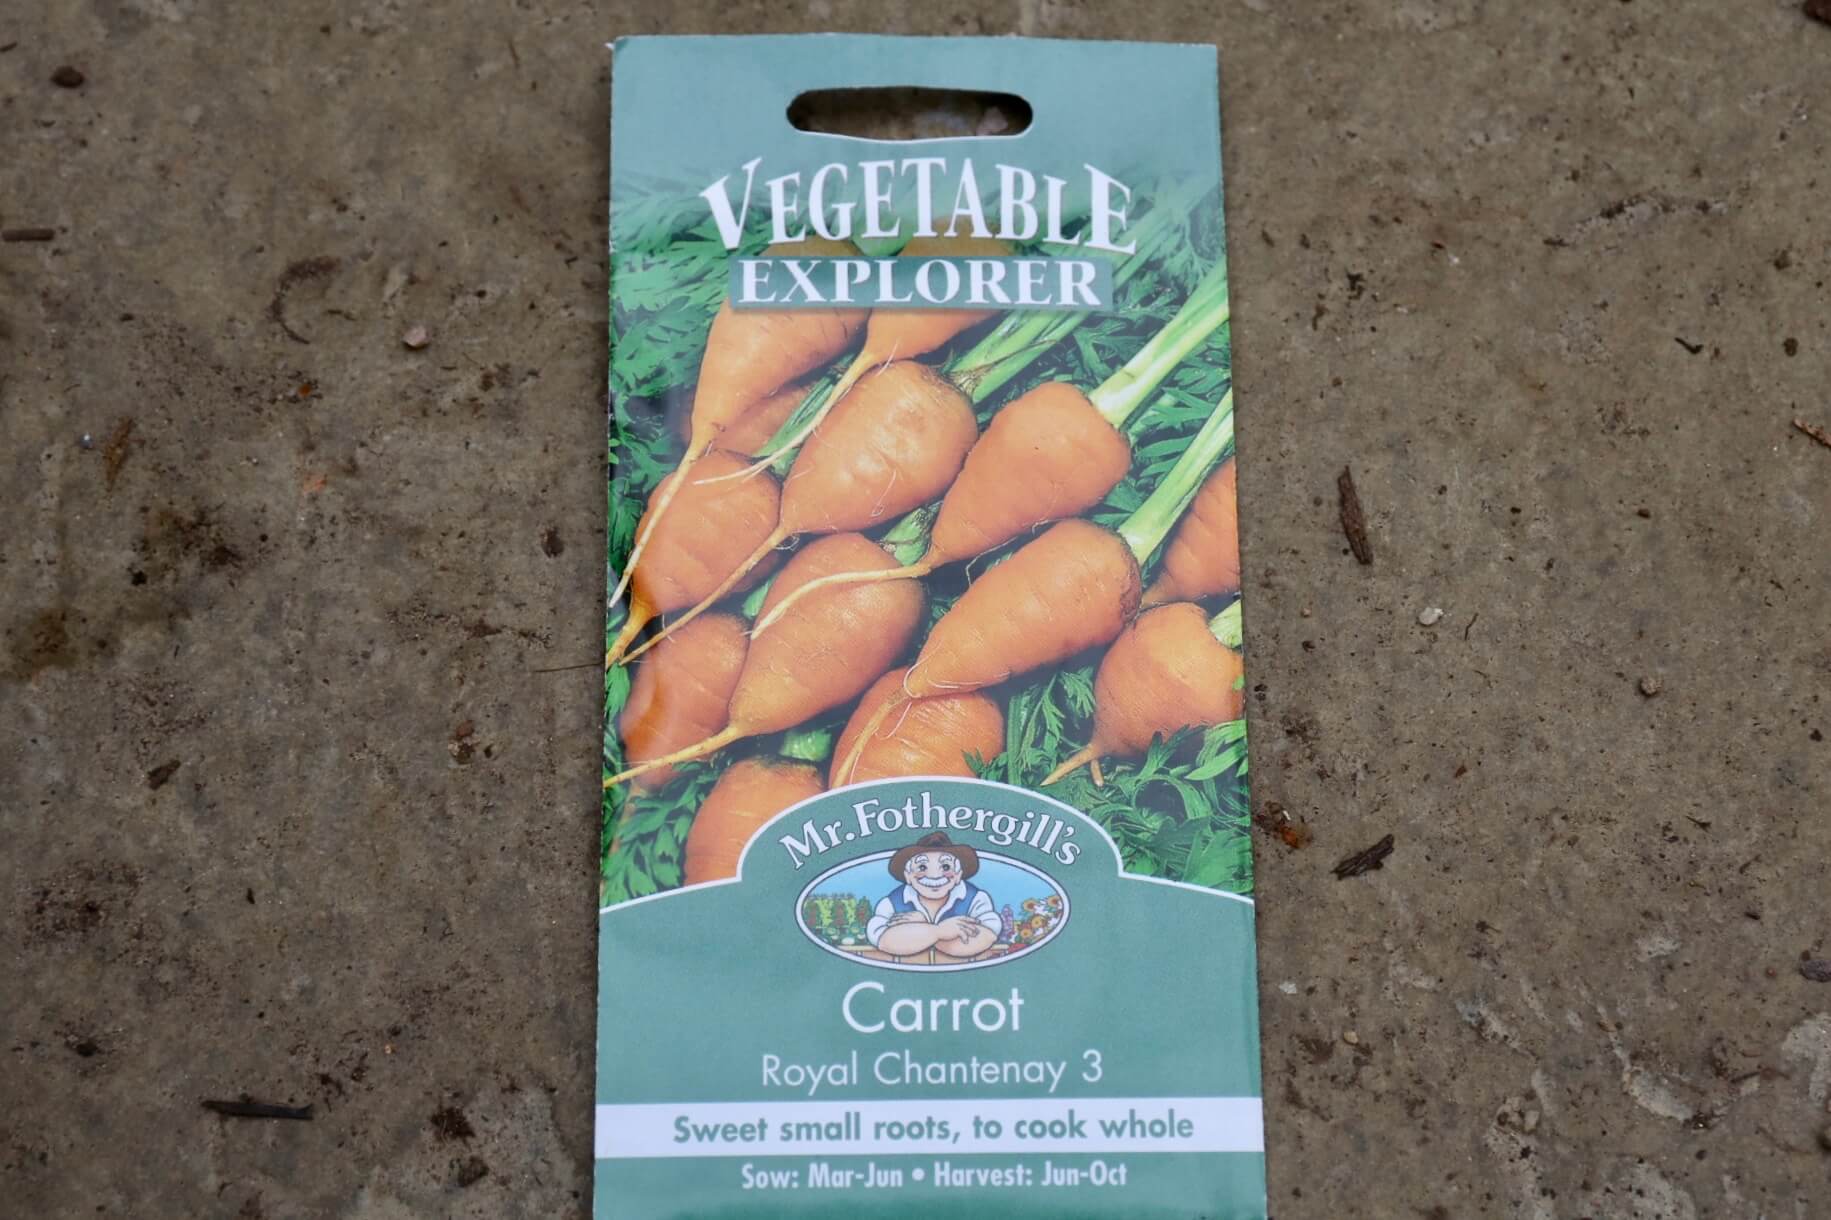 VEGETABLE
EXPLORER
Mr. Fothergill's
Carrot
Royal Chantenay 3
Sweet small roots, to cook whole
Sow: Mar-Jun • Harvest: Jun-Oct